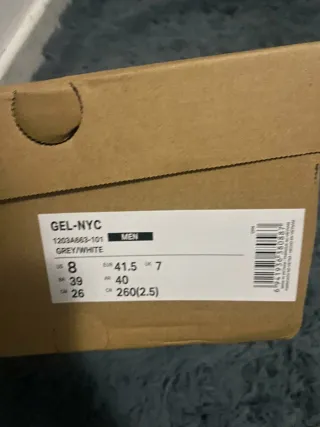 GEL-NYC
1203A663-101 MEN
GREY/WHITE
US 8 EUR 41.5 UK 7
BR 39 AR 40
CM 26 CN 260(2.5)